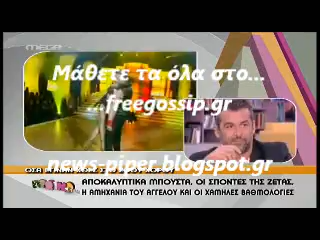 MEGA
Μάθετε τα όλα στο...
...freegossip.gr
news-piper.blogspot.gr
ΑΠΟΚΑΛΥΠΤΙΚΑ ΜΠΟΥΣΤΑ, ΟΙ ΣΠΟΝΤΕΣ ΤΗΣ ΖΕΤΑΣ,
Η ΑΜΗΧΑΝΙΑ ΤΟΥ ΑΓΓΕΛΟΥ ΚΑΙ ΟΙ ΧΑΜΗΛΕΣ ΒΑΘΜΟΛΟΓΙΕΣ